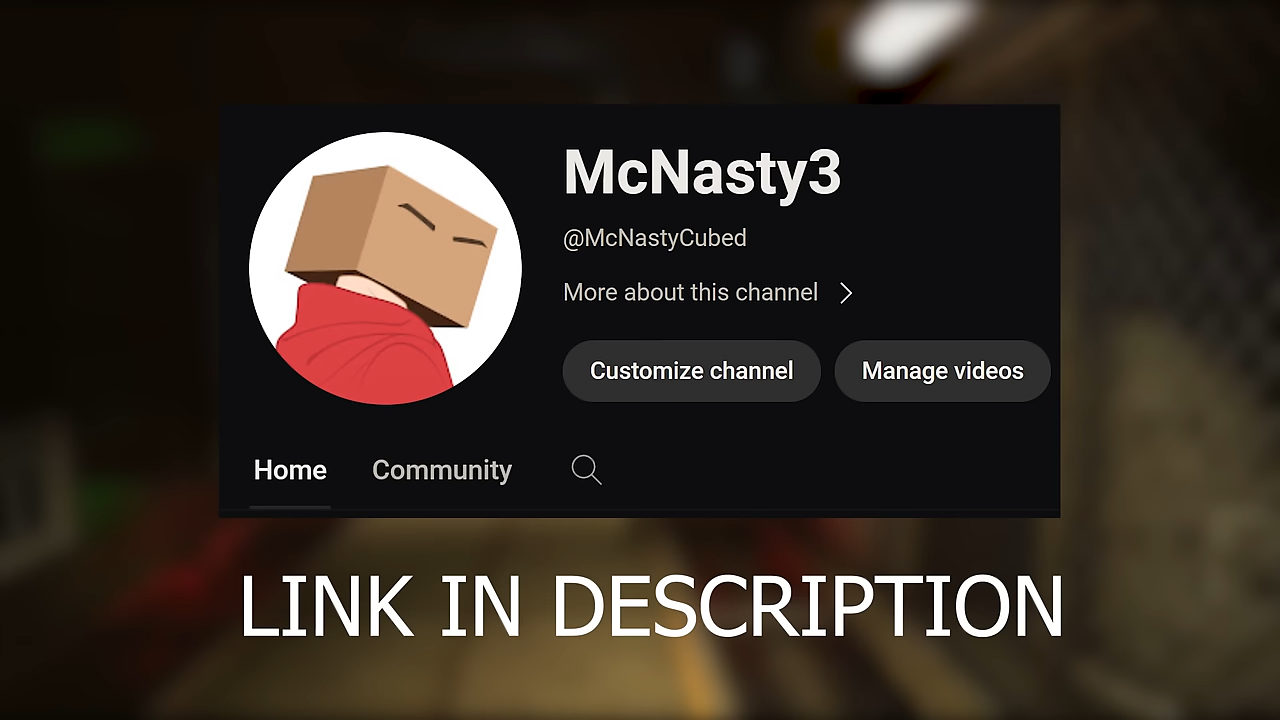 McNasty3
@McNastyCubed
More about this channel
Customize channel Manage videos
Home Community
LINK IN DESCRIPTION